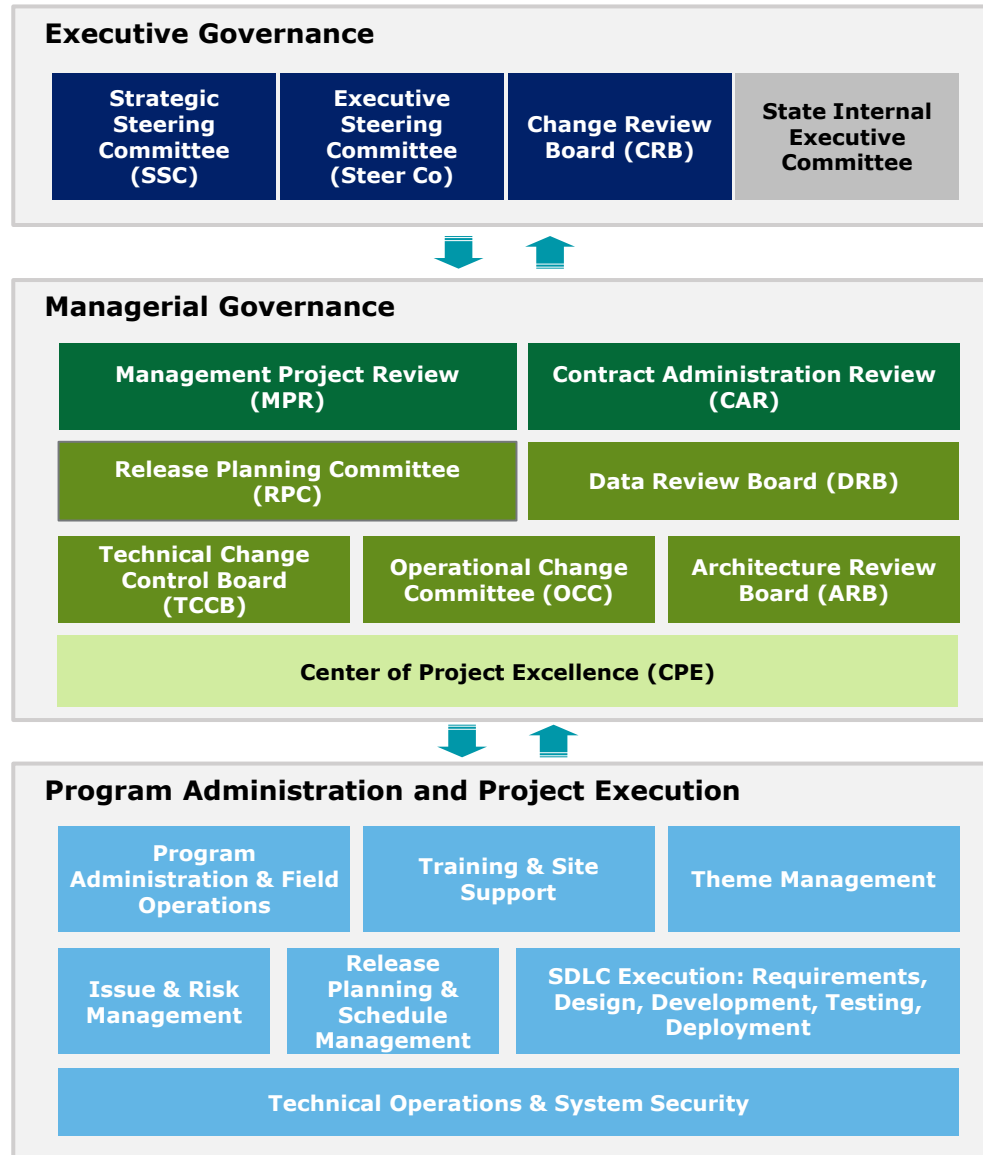 Executive Governance
Strategic
Steering
Committee
(SSC)
Executive
Steering
Committee
(Steer Co)
Change Review
Board (CRB)
State Internal
Executive
Committee
Managerial Governance
Management Project Review
(MPR)
Contract Administration Review
(CAR)
Release Planning Committee
(RPC)
Data Review Board (DRB)
Technical Change
Control Board
(TCCB)
Operational Change
Committee (OCC)
Architecture Review
Board (ARB)
Center of Project Excellence (CPE)
Program Administration and Project Execution
Program
Administration & Field
Operations
Training & Site
Support
Theme Management
Issue & Risk
Management
Release
Planning &
Schedule
Management
SDLC Execution: Requirements,
Design, Development, Testing,
Deployment
Technical Operations & System Security